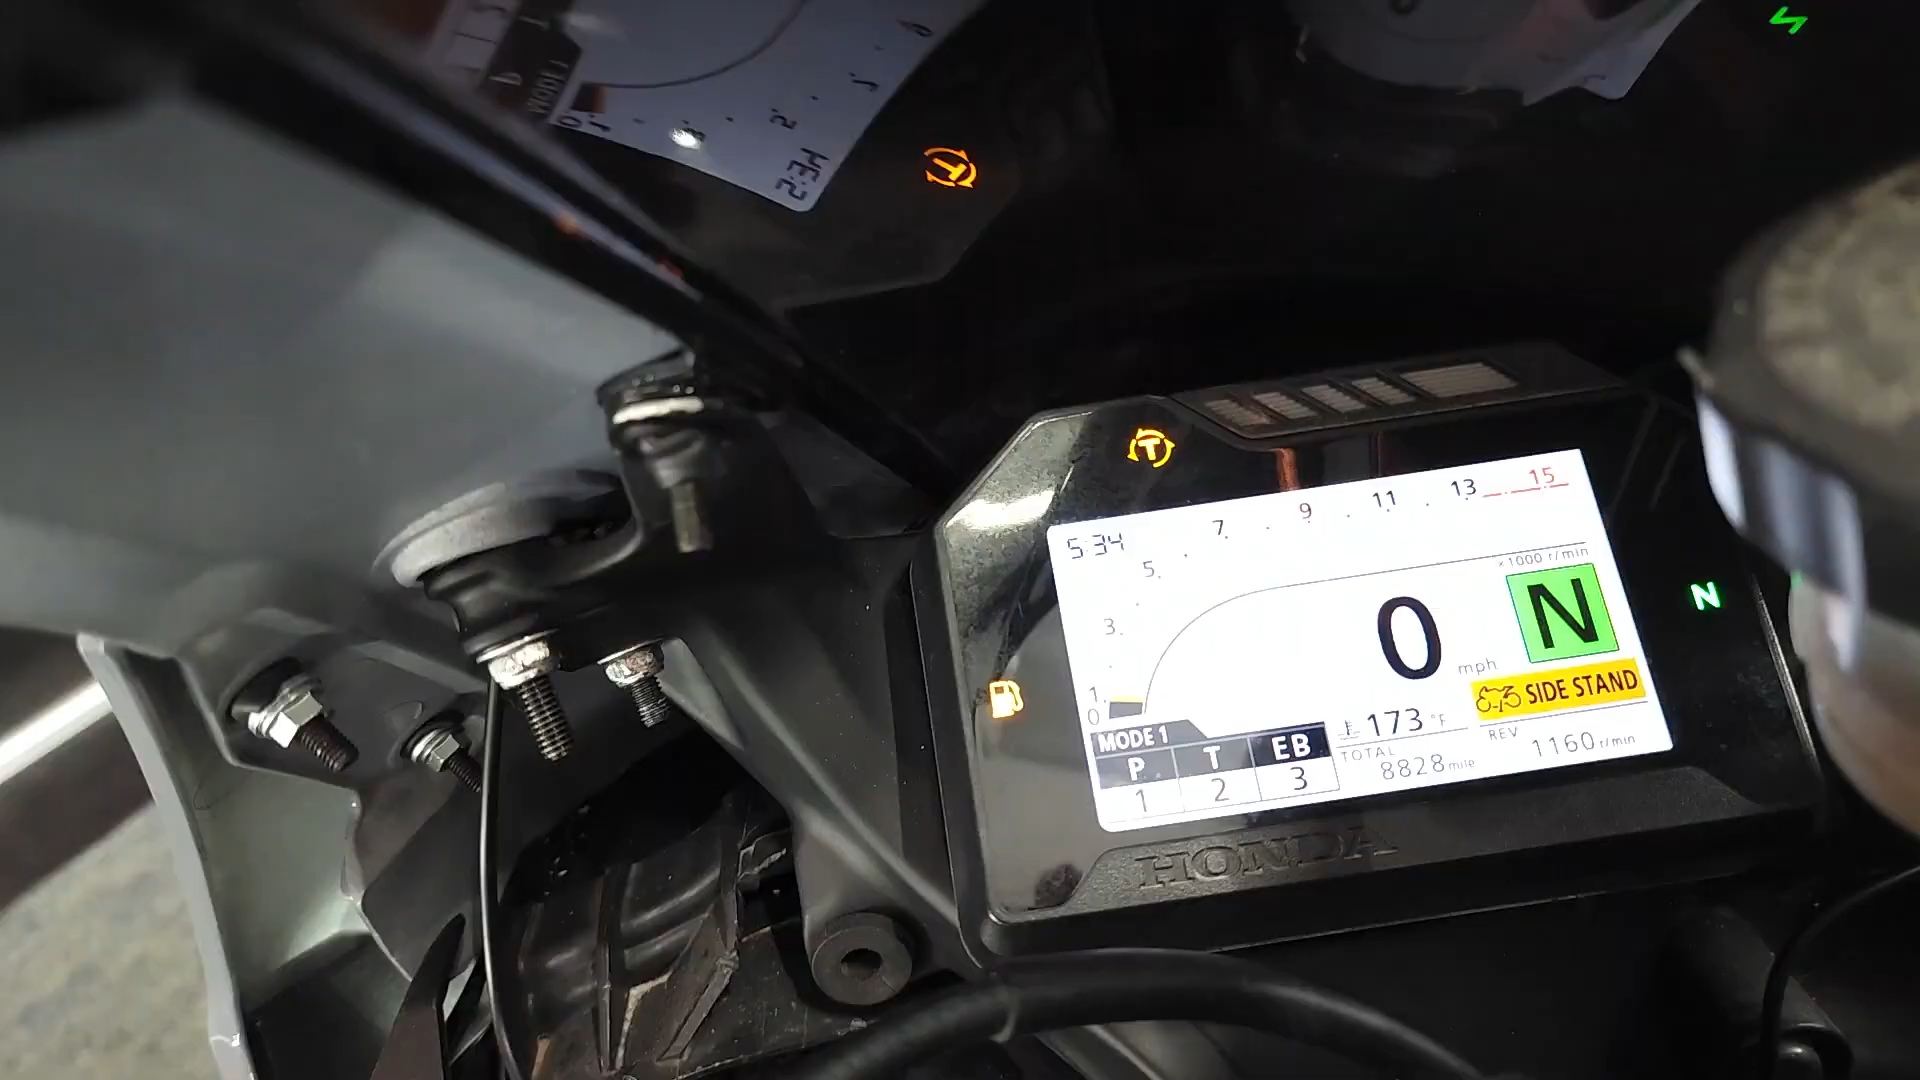 T
7 9 11 13 15
5:34
5
×1000 r/min
3
0 mph
N
N
1
0
SIDE STAND
MODE 1
173 °F
P T EB
1 2 3
TOTAL
8828 mile
REV
1160 r/min
HONDA